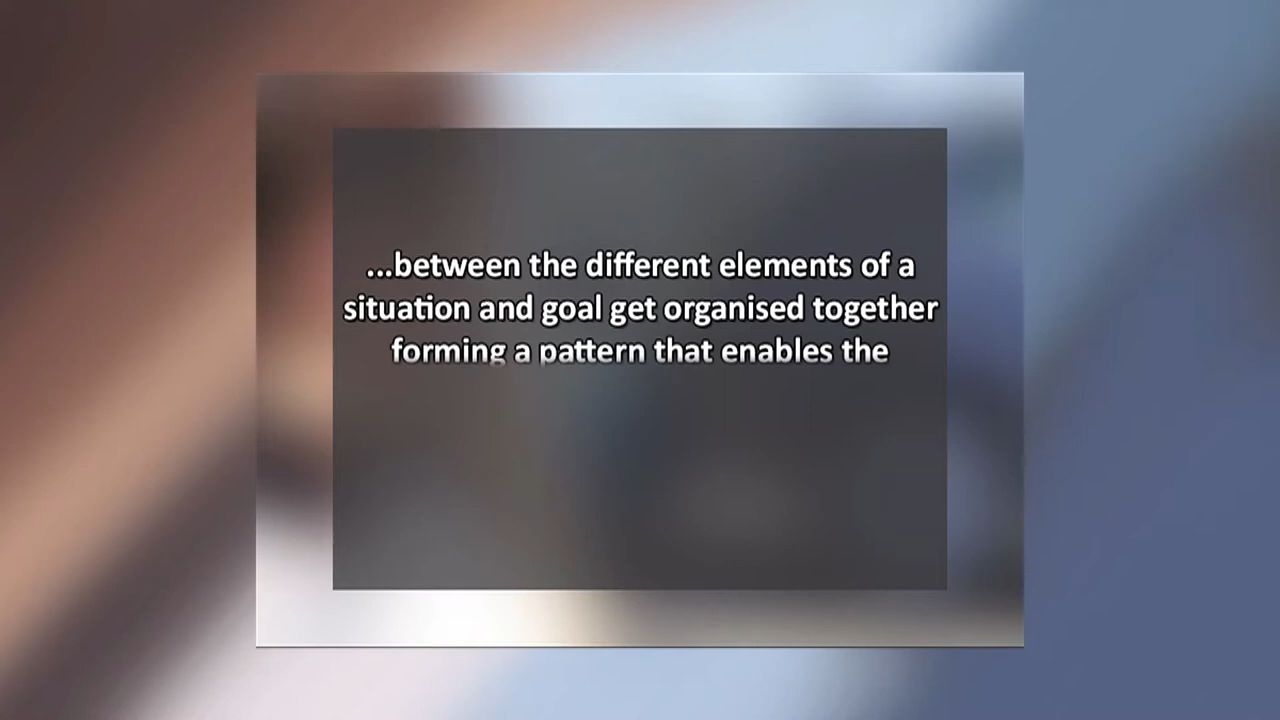 ...between the different elements of a
situation and goal get organised together
forming a pattern that enables the